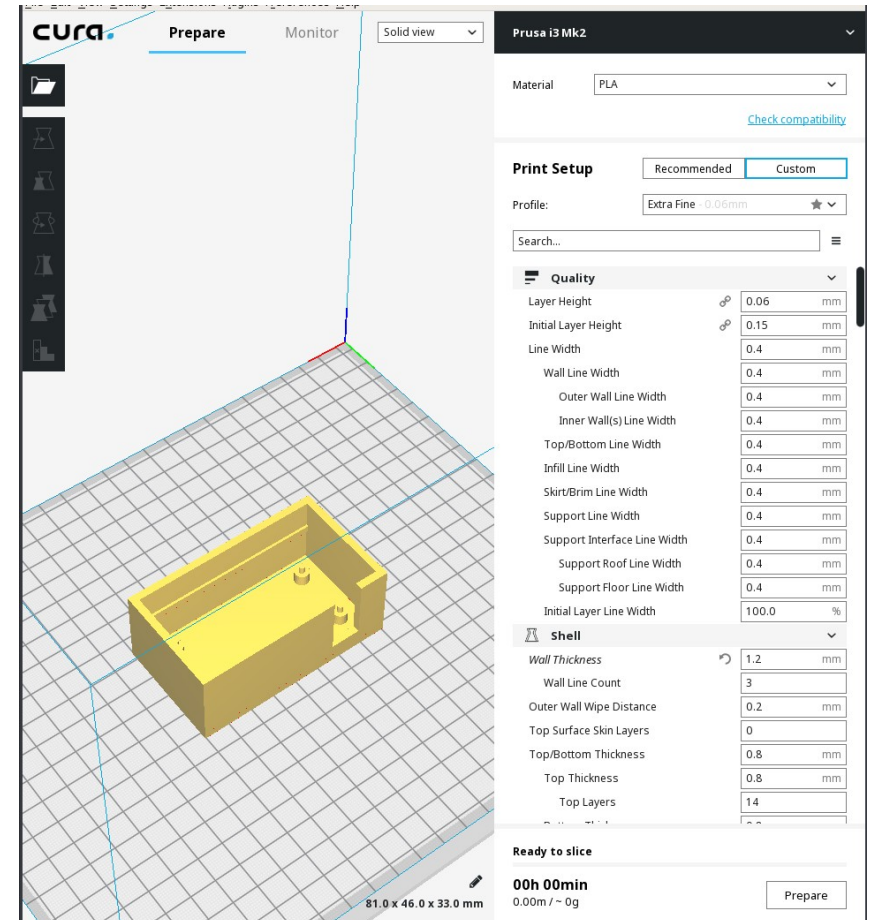 cura.
Prepare
Monitor
Solid view
Prusa i3 Mk2
Material
PLA
Check compatibility
Print Setup
Recommended
Custom
Profile:
Extra Fine - 0.06mm
Search...
Quality
Layer Height 0.06 mm
Initial Layer Height 0.15 mm
Line Width 0.4 mm
Wall Line Width 0.4 mm
Outer Wall Line Width 0.4 mm
Inner Wall(s) Line Width 0.4 mm
Top/Bottom Line Width 0.4 mm
Infill Line Width 0.4 mm
Skirt/Brim Line Width 0.4 mm
Support Line Width 0.4 mm
Support Interface Line Width 0.4 mm
Support Roof Line Width 0.4 mm
Support Floor Line Width 0.4 mm
Initial Layer Line Width 100.0 %
Shell
Wall Thickness 1.2 mm
Wall Line Count 3
Outer Wall Wipe Distance 0.2 mm
Top Surface Skin Layers 0
Top/Bottom Thickness 0.8 mm
Top Thickness 0.8 mm
Top Layers 14
Ready to slice
00h 00min
0.00m / ~ 0g
Prepare
81.0 x 46.0 x 33.0 mm